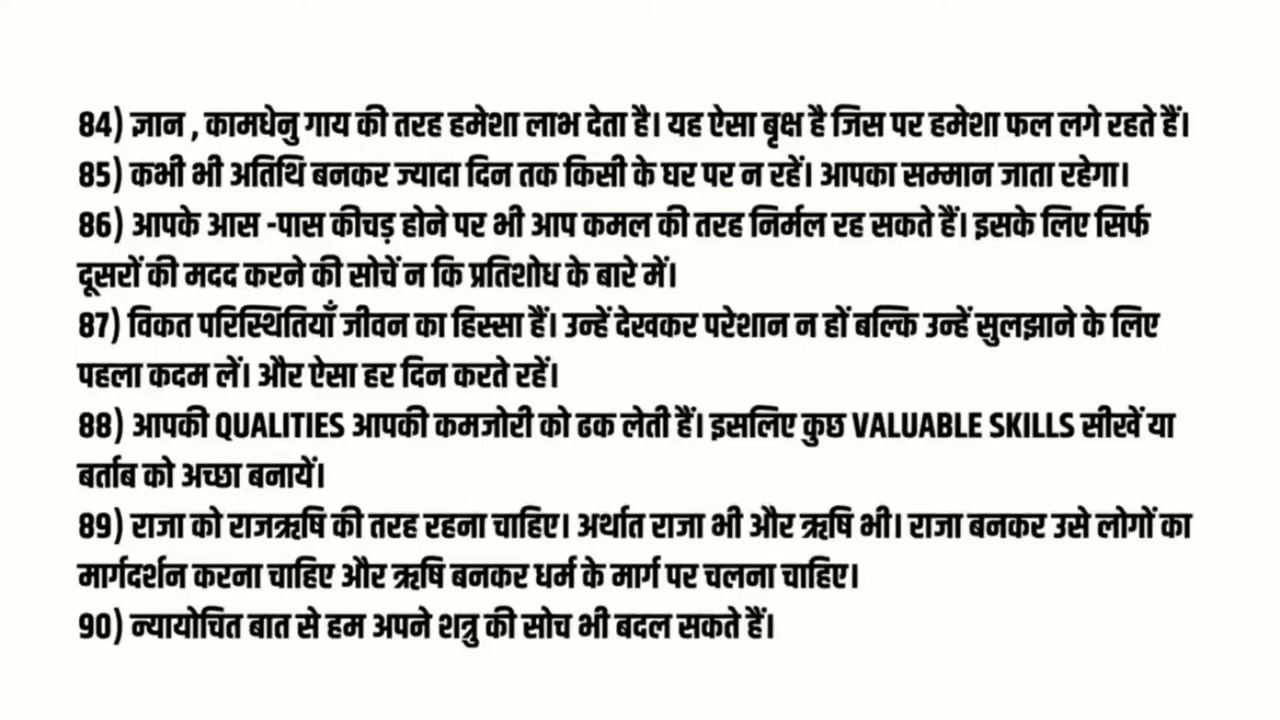 84) ज्ञान , कामधेनु गाय की तरह हमेशा लाभ देता है। यह ऐसा बृक्ष है जिस पर हमेशा फल लगे रहते हैं।
85) कभी भी अतिथि बनकर ज्यादा दिन तक किसी के घर पर न रहें। आपका सम्मान जाता रहेगा।
86) आपके आस -पास कीचड़ होने पर भी आप कमल की तरह निर्मल रह सकते हैं। इसके लिए सिर्फ
दूसरों की मदद करने की सोचें न कि प्रतिशोध के बारे में।
87) विकत परिस्थितियाँ जीवन का हिस्सा हैं। उन्हें देखकर परेशान न हों बल्कि उन्हें सुलझाने के लिए
पहला कदम लें। और ऐसा हर दिन करते रहें।
88) आपकी QUALITIES आपकी कमजोरी को ढक लेती हैं। इसलिए कुछ VALUABLE SKILLS सीखें या
बर्ताब को अच्छा बनायें।
89) राजा को राजऋषि की तरह रहना चाहिए। अर्थात राजा भी और ऋषि भी। राजा बनकर उसे लोगों का
मार्गदर्शन करना चाहिए और ऋषि बनकर धर्म के मार्ग पर चलना चाहिए।
90) न्यायोचित बात से हम अपने शत्रु की सोच भी बदल सकते हैं।